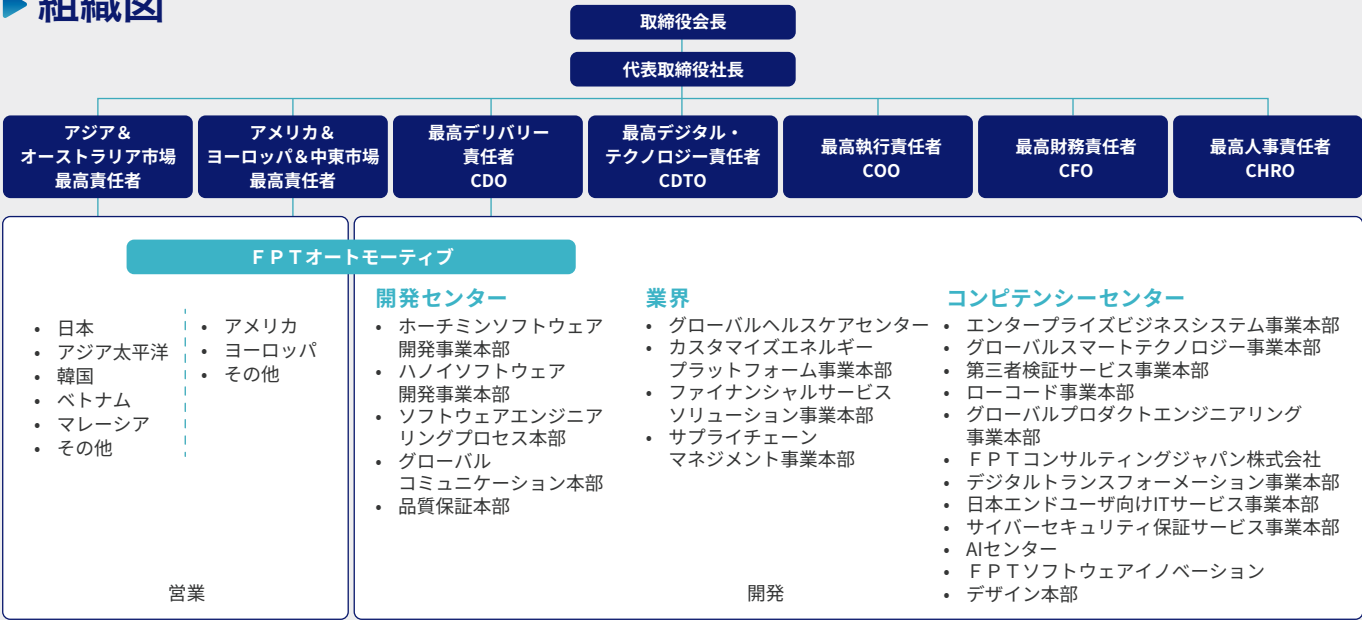 組織図
取締役会長
代表取締役社長
アジア＆
オーストラリア市場
最高責任者
アメリカ＆
ヨーロッパ＆中東市場
最高責任者
最高デリバリー
責任者
CDO
最高デジタル・
テクノロジー責任者
CDTO
最高執行責任者
COO
最高財務責任者
CFO
最高人事責任者
CHRO
ＦＰＴオートモーティブ
• 日本
• アジア太平洋
• 韓国
• ベトナム
• マレーシア
• その他
• アメリカ
• ヨーロッパ
• その他
営業
開発センター
• ホーチミンソフトウェア
開発事業本部
• ハノイソフトウェア
開発事業本部
• ソフトウェアエンジニア
リングプロセス本部
• グローバル
コミュニケーション本部
• 品質保証本部
業界
• グローバルヘルスケアセンター
• カスタマイズエネルギー
プラットフォーム事業本部
• ファイナンシャルサービス
ソリューション事業本部
• サプライチェーン
マネジメント事業本部
コンピテンシーセンター
• エンタープライズビジネスシステム事業本部
• グローバルスマートテクノロジー事業本部
• 第三者検証サービス事業本部
• ローコード事業本部
• グローバルプロダクトエンジニアリング
事業本部
• ＦＰＴコンサルティングジャパン株式会社
• デジタルトランスフォーメーション事業本部
• 日本エンドユーザ向けITサービス事業本部
• サイバーセキュリティ保証サービス事業本部
• AIセンター
• ＦＰＴソフトウェアイノベーション
• デザイン本部
開発